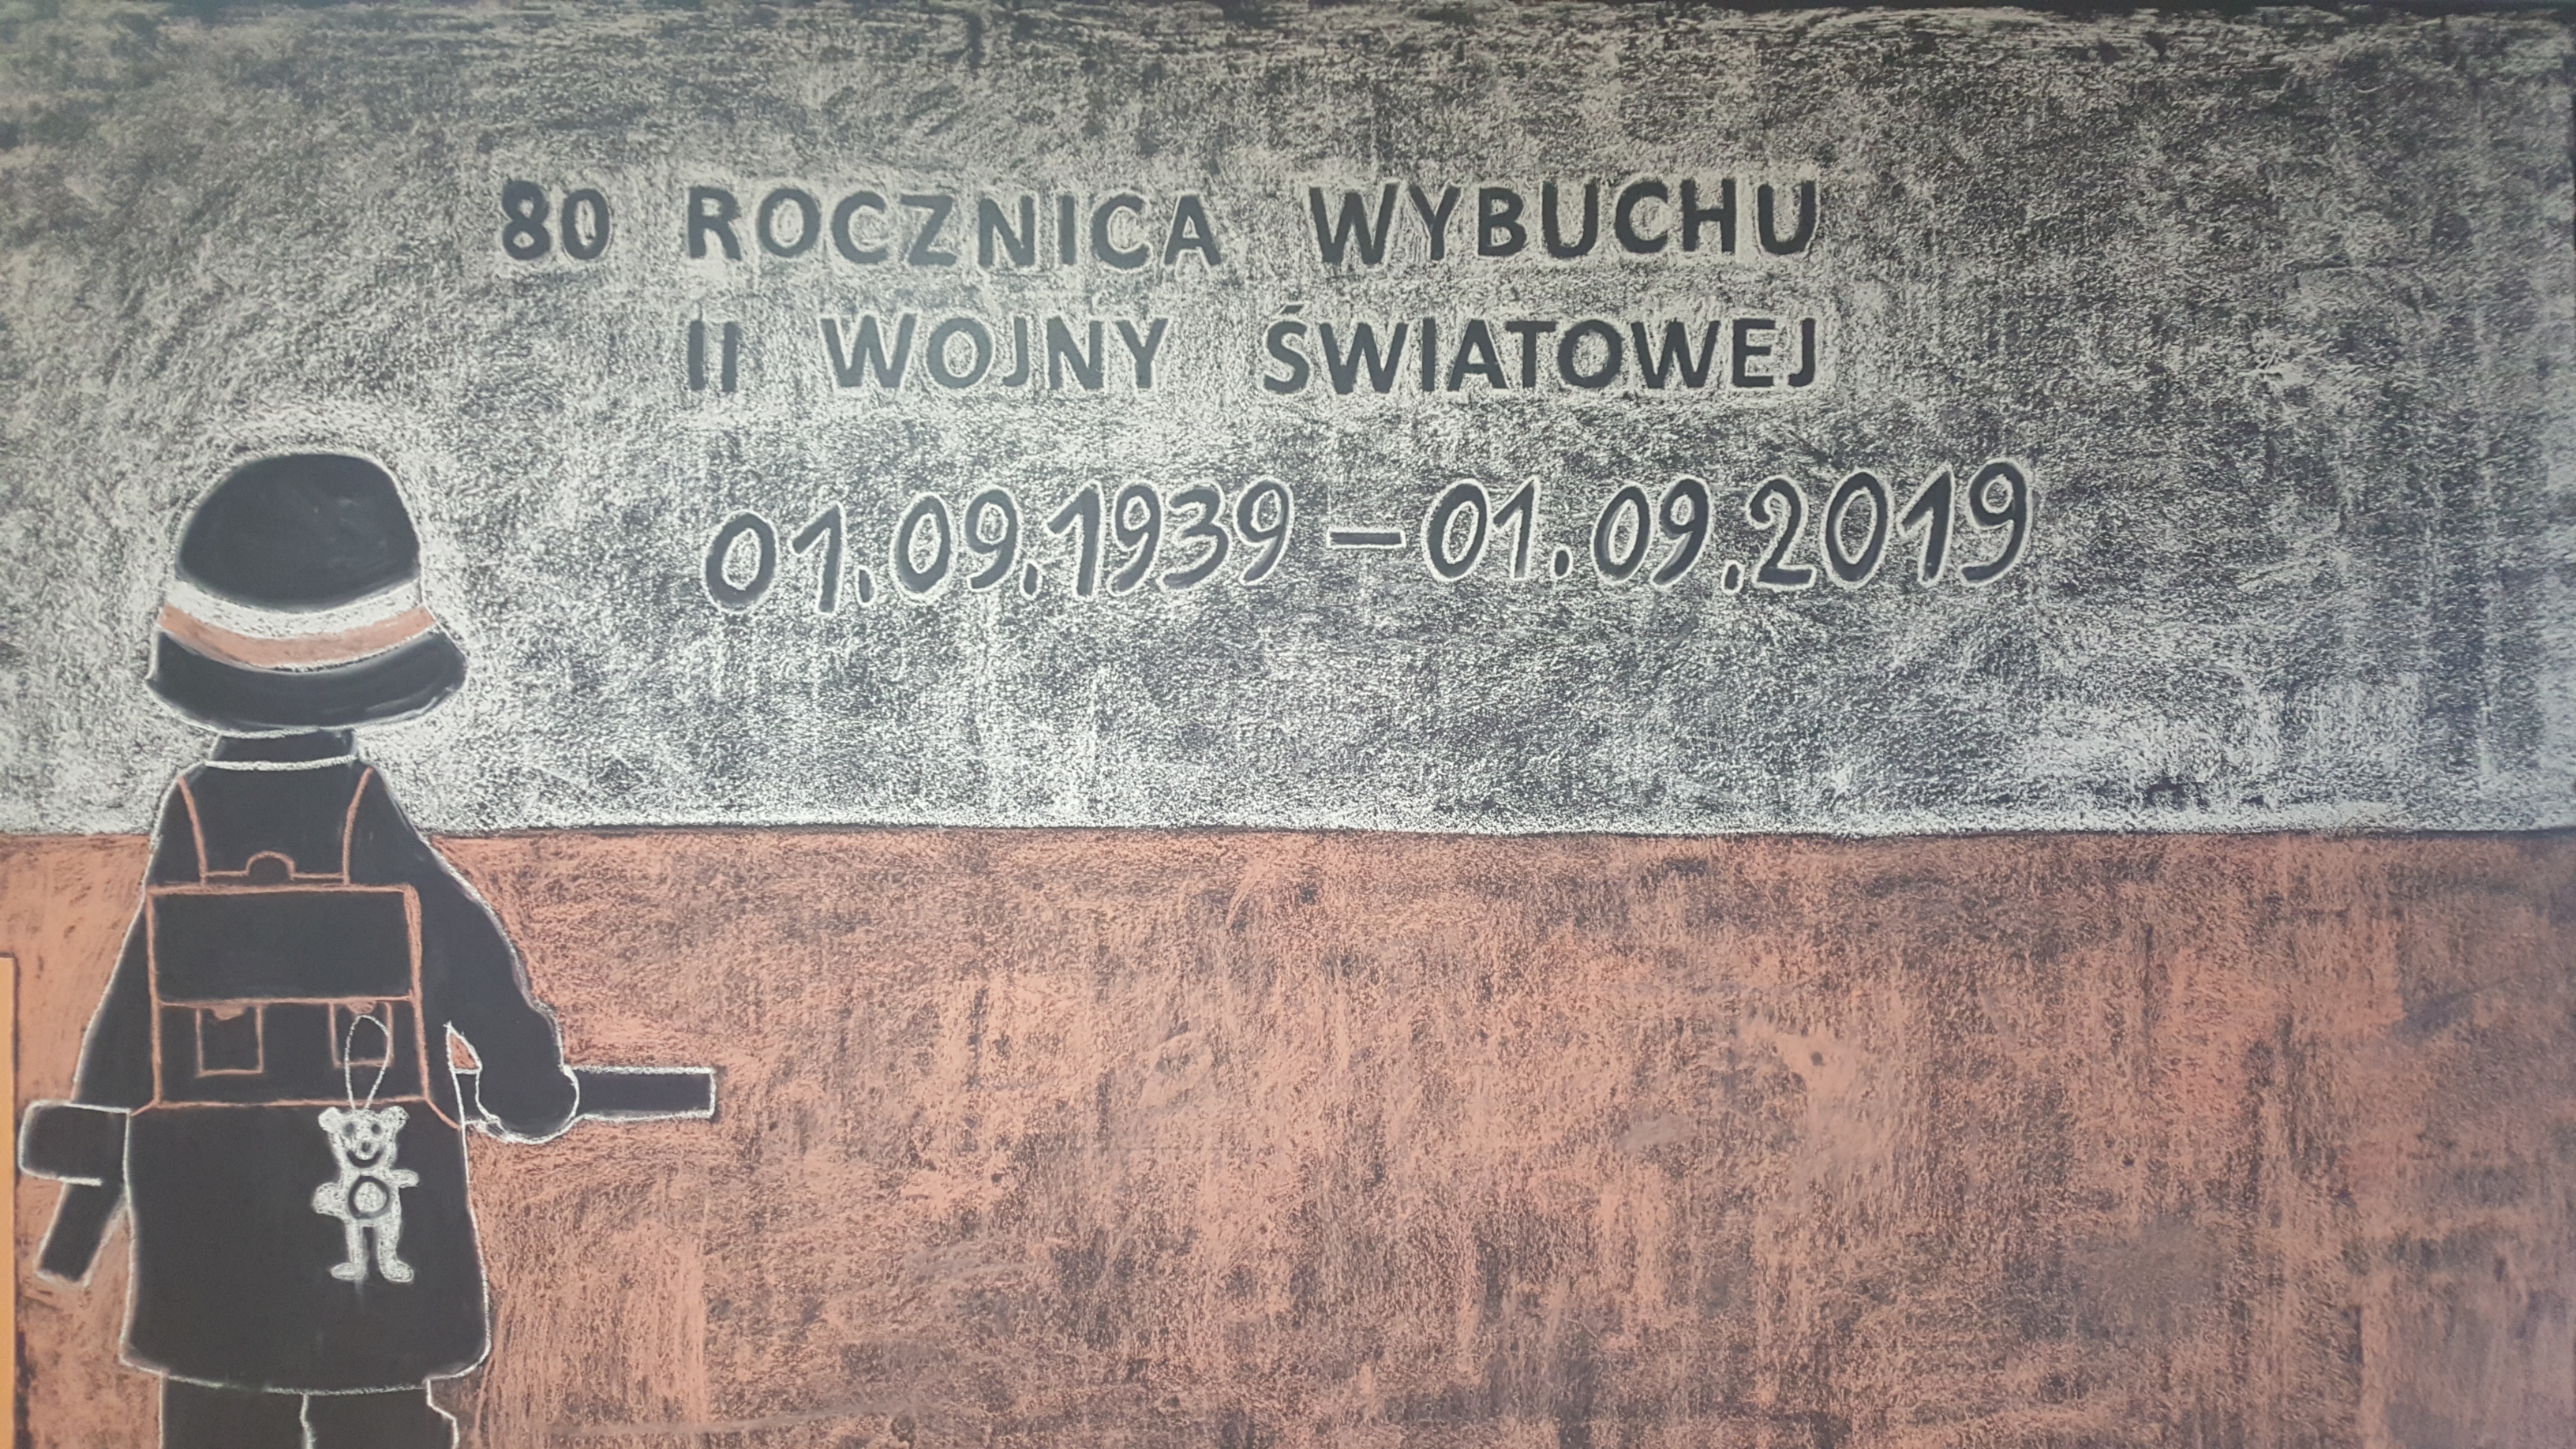 80 ROCZNICA WYBUCHU
II WOJNY ŚWIATOWEJ
01.09.1939 – 01.09.2019